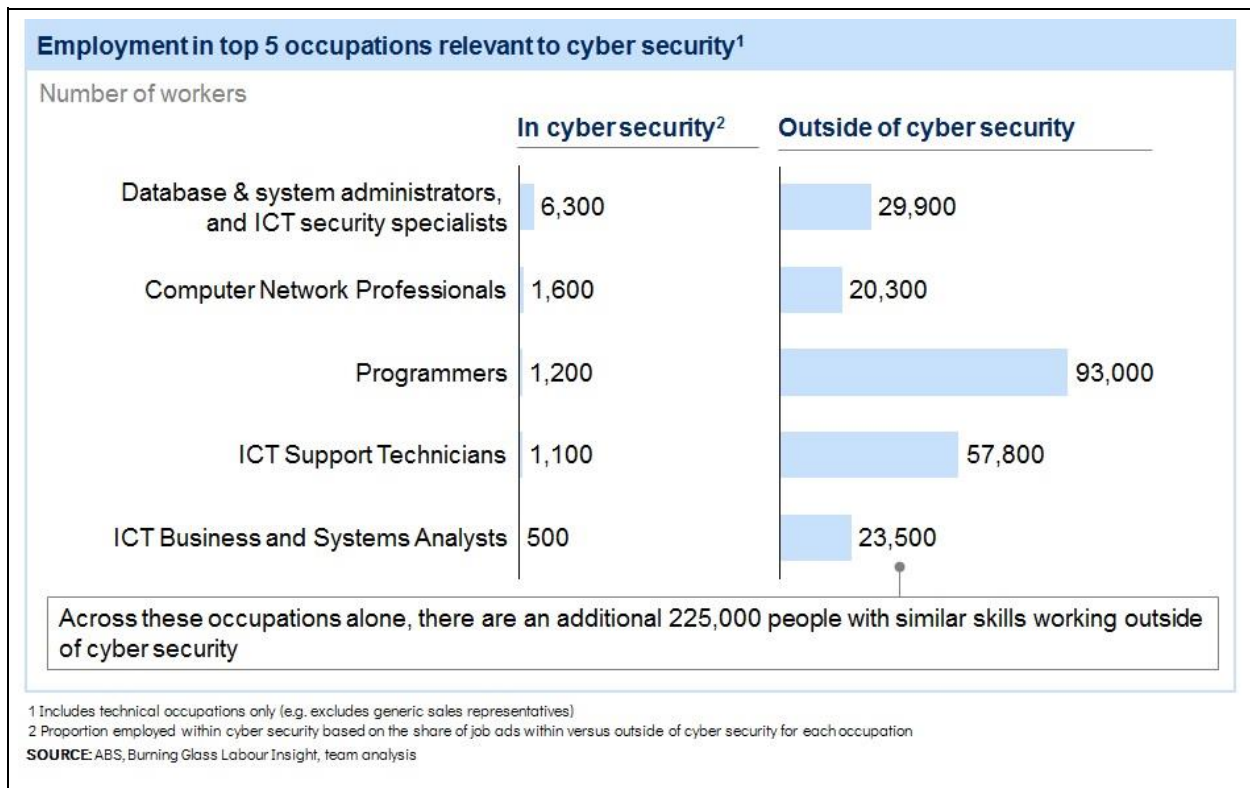 Employment in top 5 occupations relevant to cyber security1
Number of workers
In cyber security2
Outside of cyber security
Database & system administrators,
and ICT security specialists
6,300
29,900
Computer Network Professionals
1,600
20,300
Programmers
1,200
93,000
ICT Support Technicians
1,100
57,800
ICT Business and Systems Analysts
500
23,500
Across these occupations alone, there are an additional 225,000 people with similar skills working outside
of cyber security
1 Includes technical occupations only (e.g. excludes generic sales representatives)
2 Proportion employed within cyber security based on the share of job ads within versus outside of cyber security for each occupation
SOURCE: ABS, Burning Glass Labour Insight, team analysis